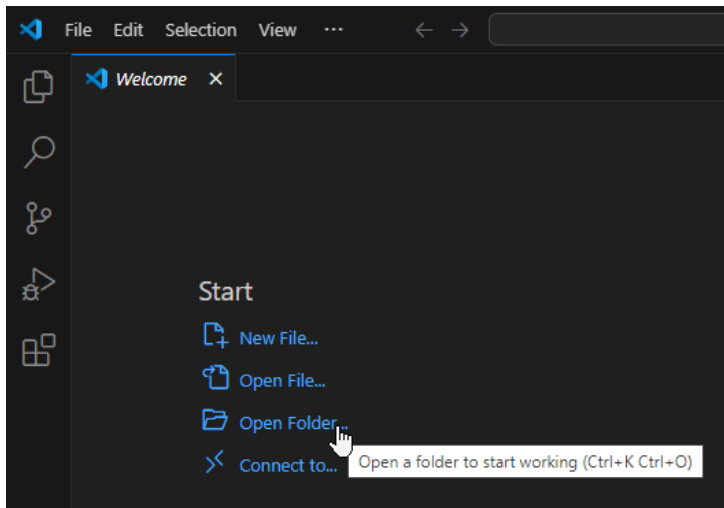 File Edit Selection View ...
Welcome
Start
New File...
Open File...
Open Folder...
Connect to...
Open a folder to start working (Ctrl+K Ctrl+O)